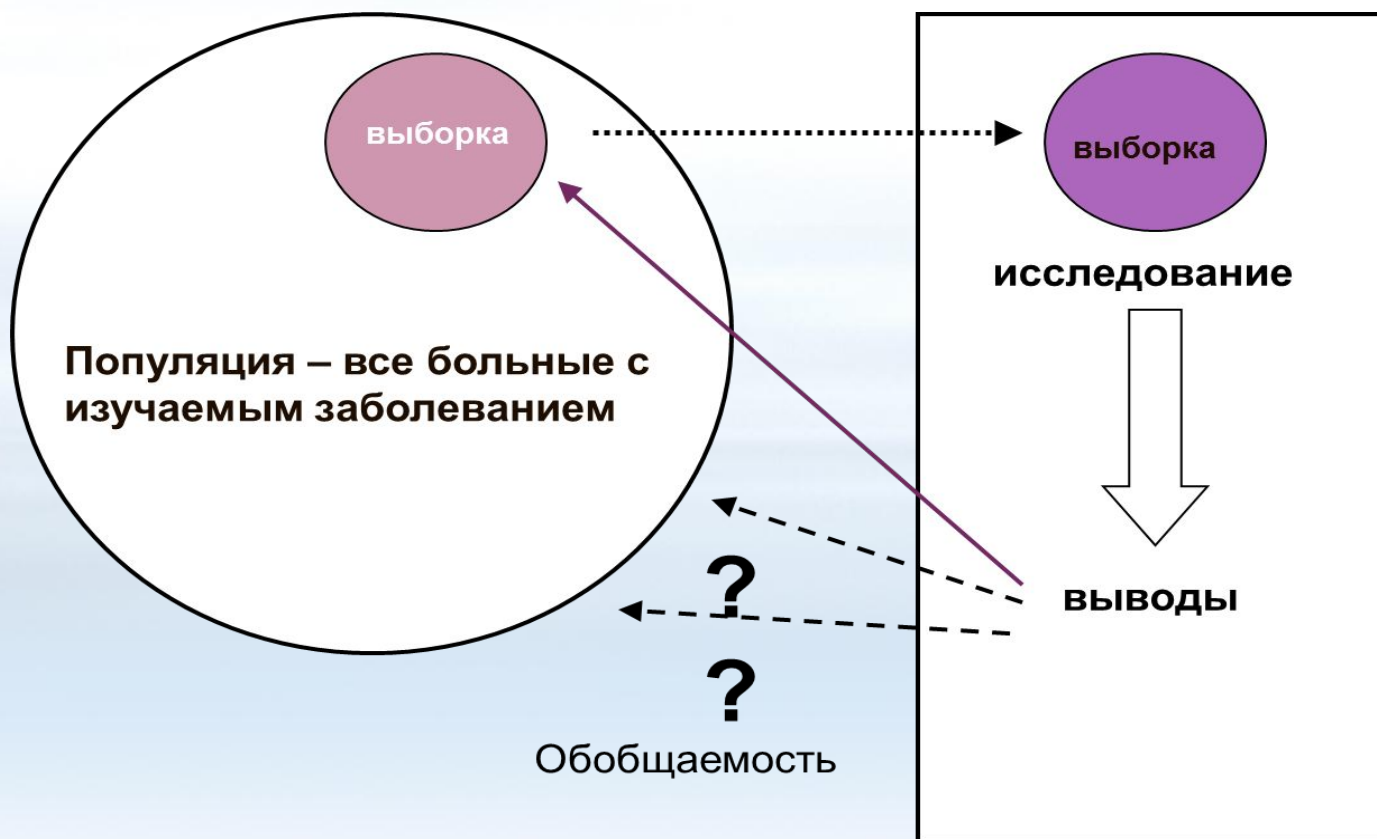 выборка
выборка
исследование
Популяция – все больные с
изучаемым заболеванием
?
выводы
?
Обобщаемость